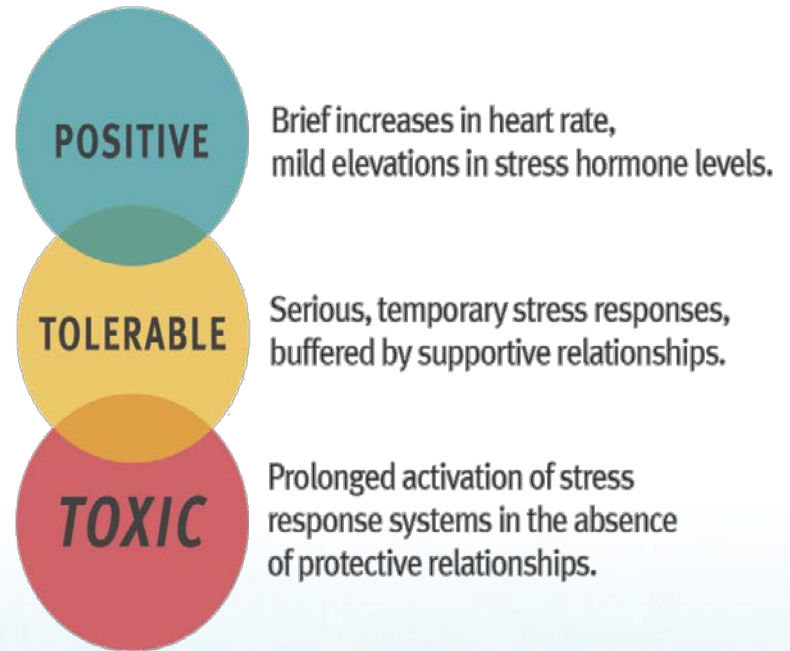 POSITIVE
Brief increases in heart rate,
mild elevations in stress hormone levels.
TOLERABLE
Serious, temporary stress responses,
buffered by supportive relationships.
TOXIC
Prolonged activation of stress
response systems in the absence
of protective relationships.